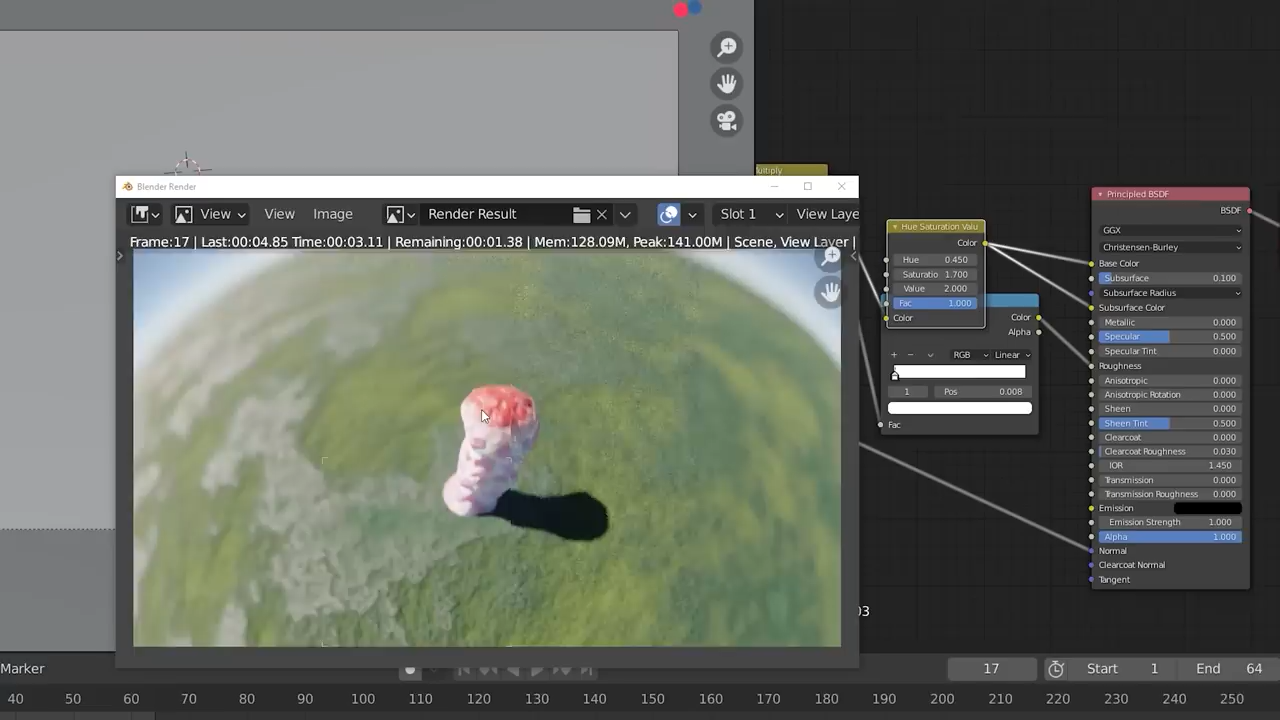 ultiply
Blender Render
View
View
Image
Render Result
Slot 1
View Laye
Frame:17 | Last:00:04.85 Time:00:03.11 | Remaining:00:01.38 | Mem:128.09M, Peak:141.00M | Scene, View Layer |
Hue Saturation Valu
Color
Hue 0.450
Saturatio 1.700
Value 2.000
Fac 1.000
Color
Color
Alpha
RGB
Linear
1
Pos 0.008
Fac
Principled BSDF
BSDF
GGX
Christensen-Burley
Base Color
Subsurface 0.100
Subsurface Radius
Subsurface Color
Metallic 0.000
Specular 0.500
Specular Tint 0.000
Roughness
Anisotropic 0.000
Anisotropic Rotation 0.000
Sheen 0.000
Sheen Tint 0.500
Clearcoat 0.000
Clearcoat Roughness 0.030
IOR 1.450
Transmission 0.000
Transmission Roughness 0.000
Emission
Emission Strength 1.000
Alpha 1.000
Normal
Clearcoat Normal
Tangent
03
Marker
17
Start 1
End 64
40 50 60 70 80 90 100 110 120 130 140 150 160 170 180 190 200 210 220 230 240 250